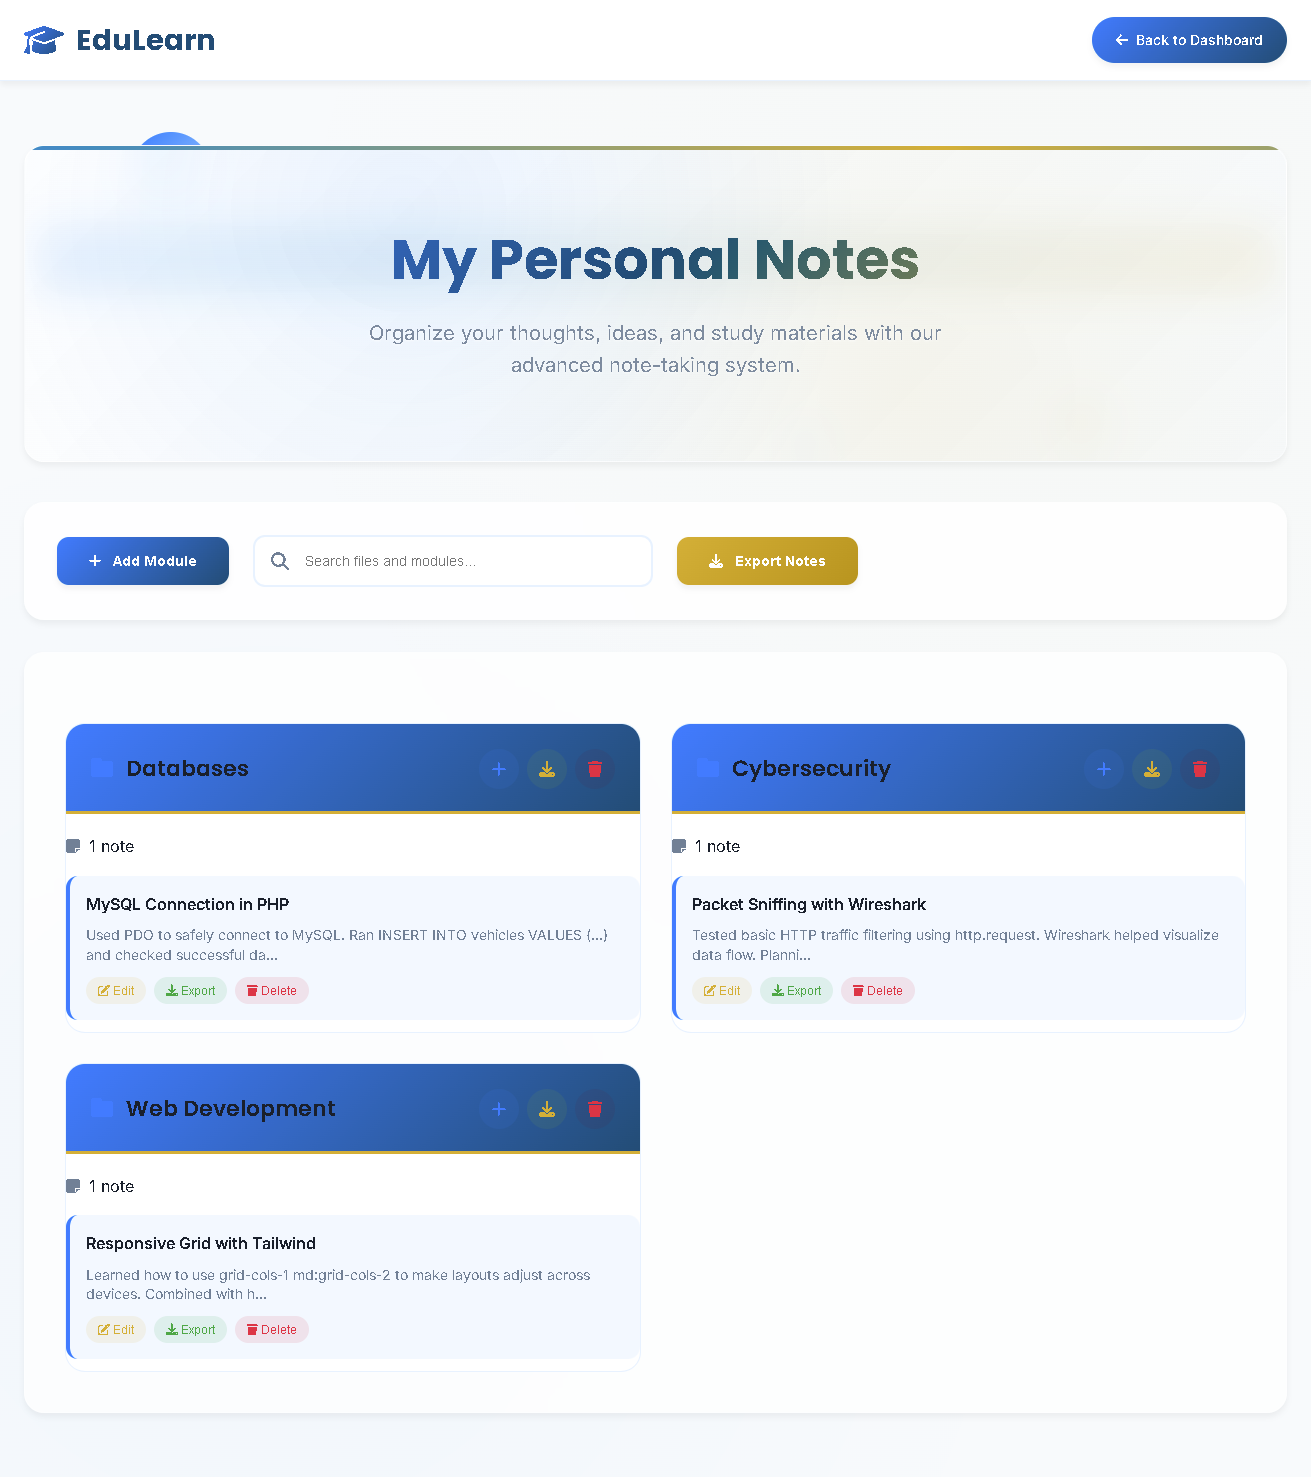 EduLearn
Back to Dashboard
My Personal Notes
Organize your thoughts, ideas, and study materials with our
advanced note-taking system.
Add Module
Search files and modules...
Export Notes
Databases
1 note
MySQL Connection in PHP
Used PDO to safely connect to MySQL. Ran INSERT INTO vehicles VALUES (...)
and checked successful da...
Edit
Export
Delete
Cybersecurity
1 note
Packet Sniffing with Wireshark
Tested basic HTTP traffic filtering using http.request. Wireshark helped visualize
data flow. Planni...
Edit
Export
Delete
Web Development
1 note
Responsive Grid with Tailwind
Learned how to use grid-cols-1 md:grid-cols-2 to make layouts adjust across
devices. Combined with h...
Edit
Export
Delete